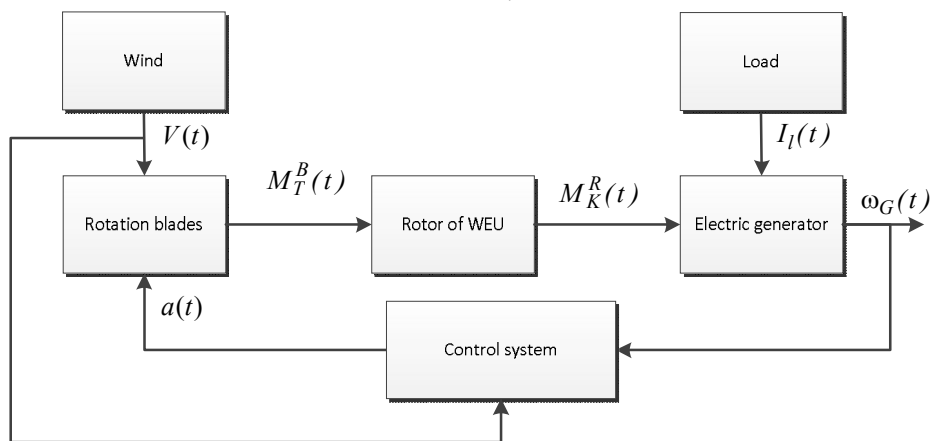 Wind
Load
V(t)
I_l(t)
M_T^B(t)
M_K^R(t)
ω_G(t)
Rotation blades
Rotor of WEU
Electric generator
a(t)
Control system